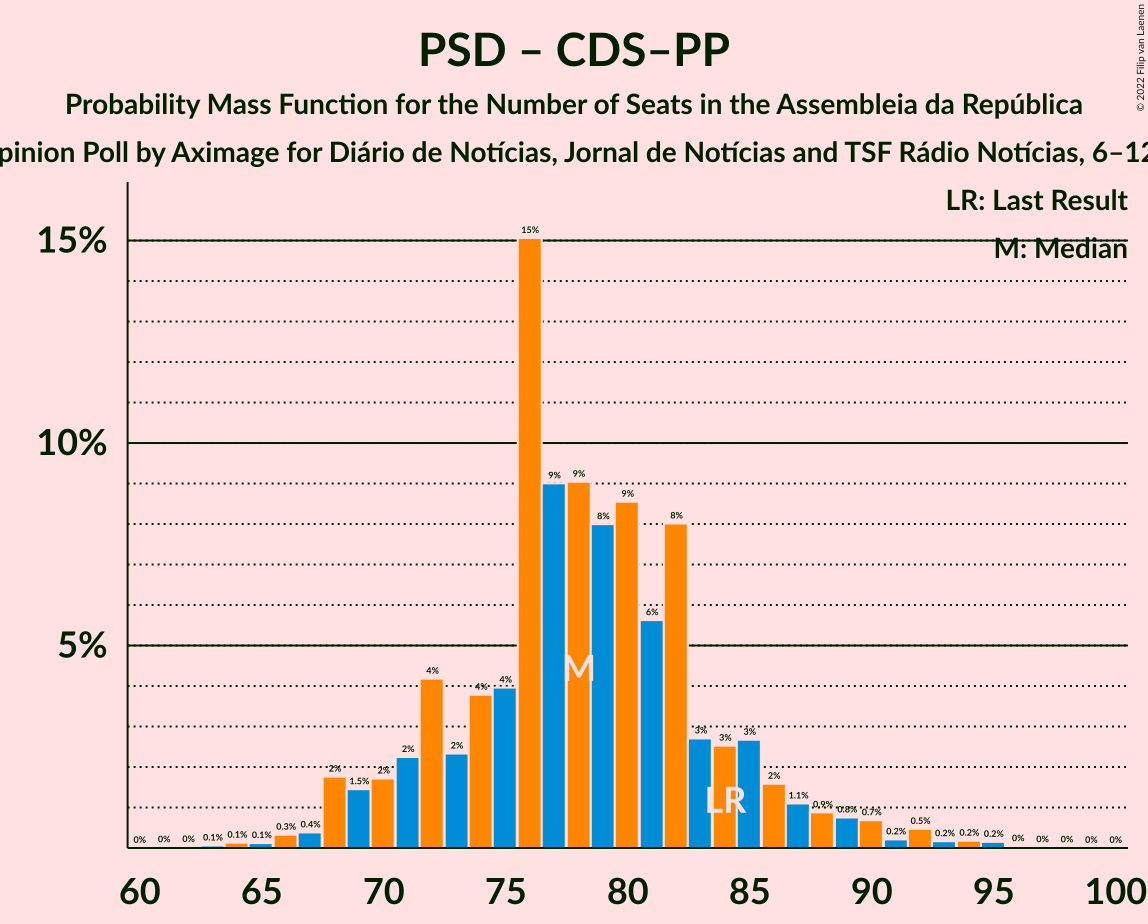 PSD – CDS–PP
Probability Mass Function for the Number of Seats in the Assembleia da República
pinion Poll by Aximage for Diário de Notícias, Jornal de Notícias and TSF Rádio Notícias, 6–12
© 2022 Filip van Laenen
LR: Last Result
M: Median
15%
10%
5%
0% 0% 0% 0.1% 0.1% 0.1% 0.3% 0.4% 2% 1.5% 2% 2% 4% 2% 4% 4% 15% 9% 9% 8% 9% 6% 8% 3% 3% 3% 2% 1.1% 0.9% 0.8% 0.7% 0.2% 0.5% 0.2% 0.2% 0.2% 0% 0% 0% 0% 0%
M
LR
60 65 70 75 80 85 90 95 100